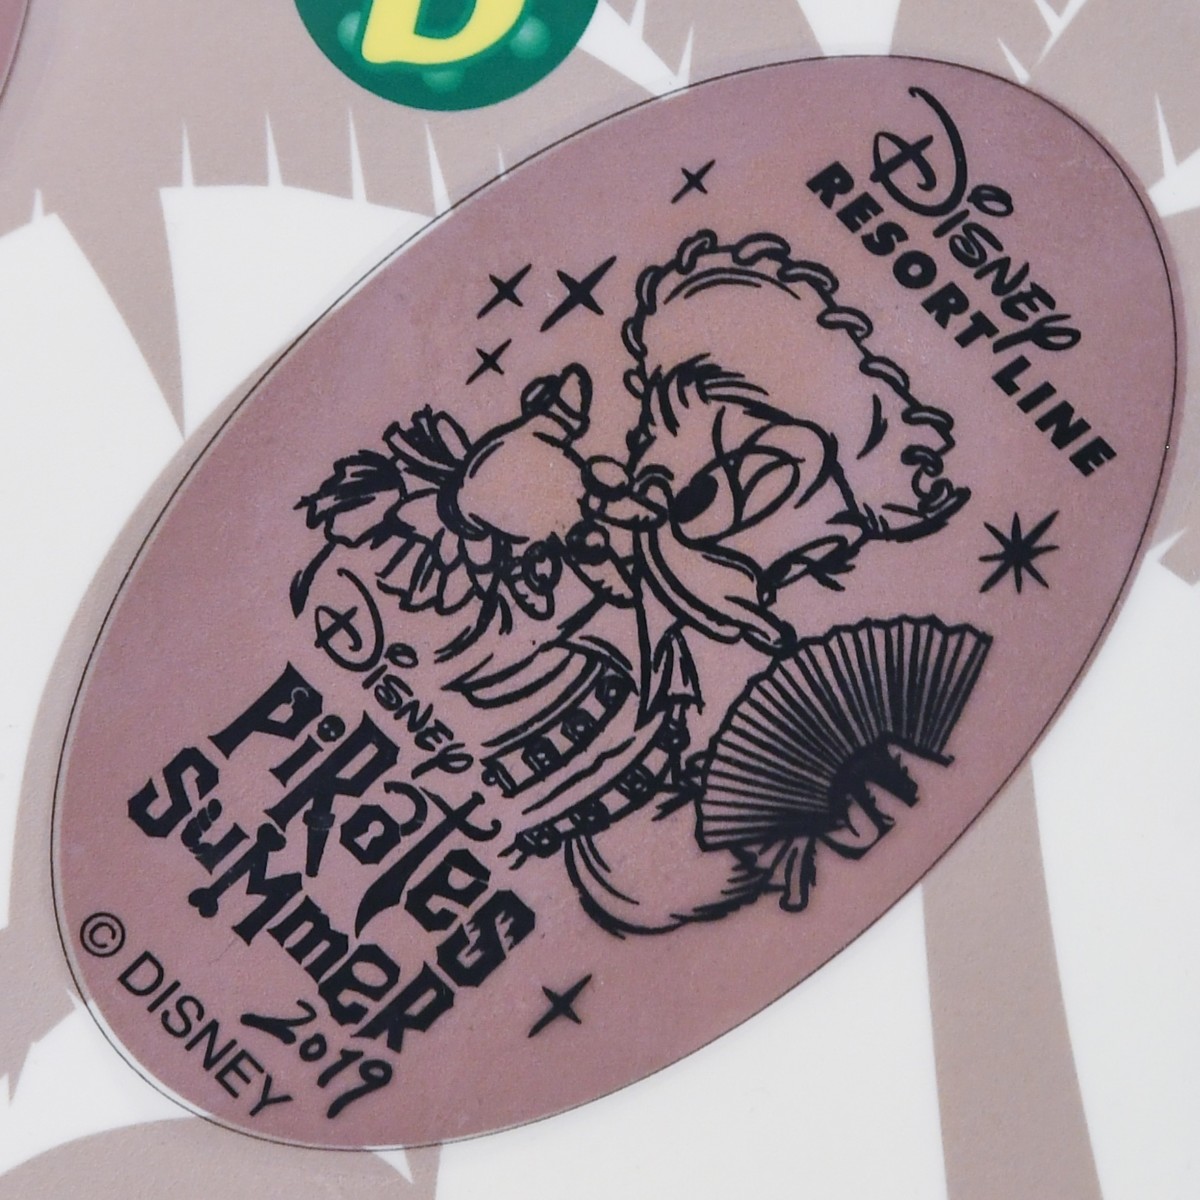 D
Disney
RESORT LINE
Disney
PIRATES
SUMMER
2019
© DISNEY